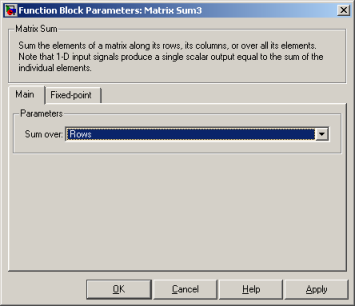 Function Block Parameters: Matrix Sum3
Matrix Sum
Sum the elements of a matrix along its rows, its columns, or over all its elements.
Note that 1-D input signals produce a single scalar output equal to the sum of the
individual elements.
Main Fixed-point
Parameters
Sum over: Rows
OK Cancel Help Apply